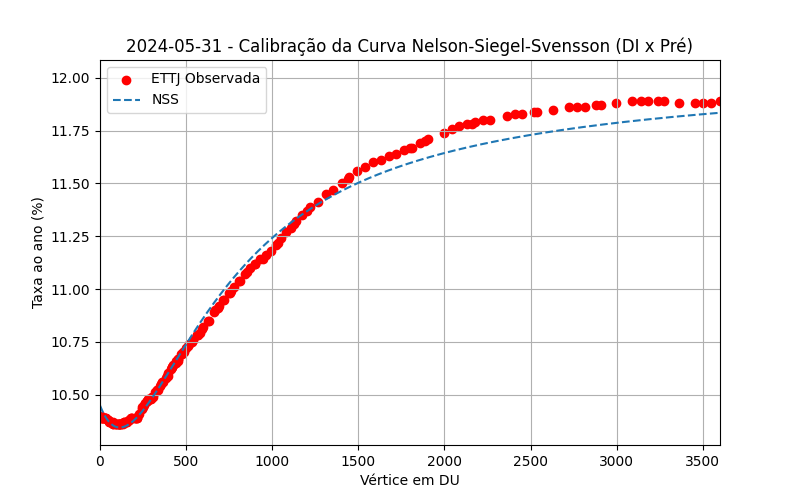 2024-05-31 - Calibração da Curva Nelson-Siegel-Svensson (DI x Pré)
ETTJ Observada
NSS
Taxa ao ano (%)
12.00
11.75
11.50
11.25
11.00
10.75
10.50
0 500 1000 1500 2000 2500 3000 3500
Vértice em DU